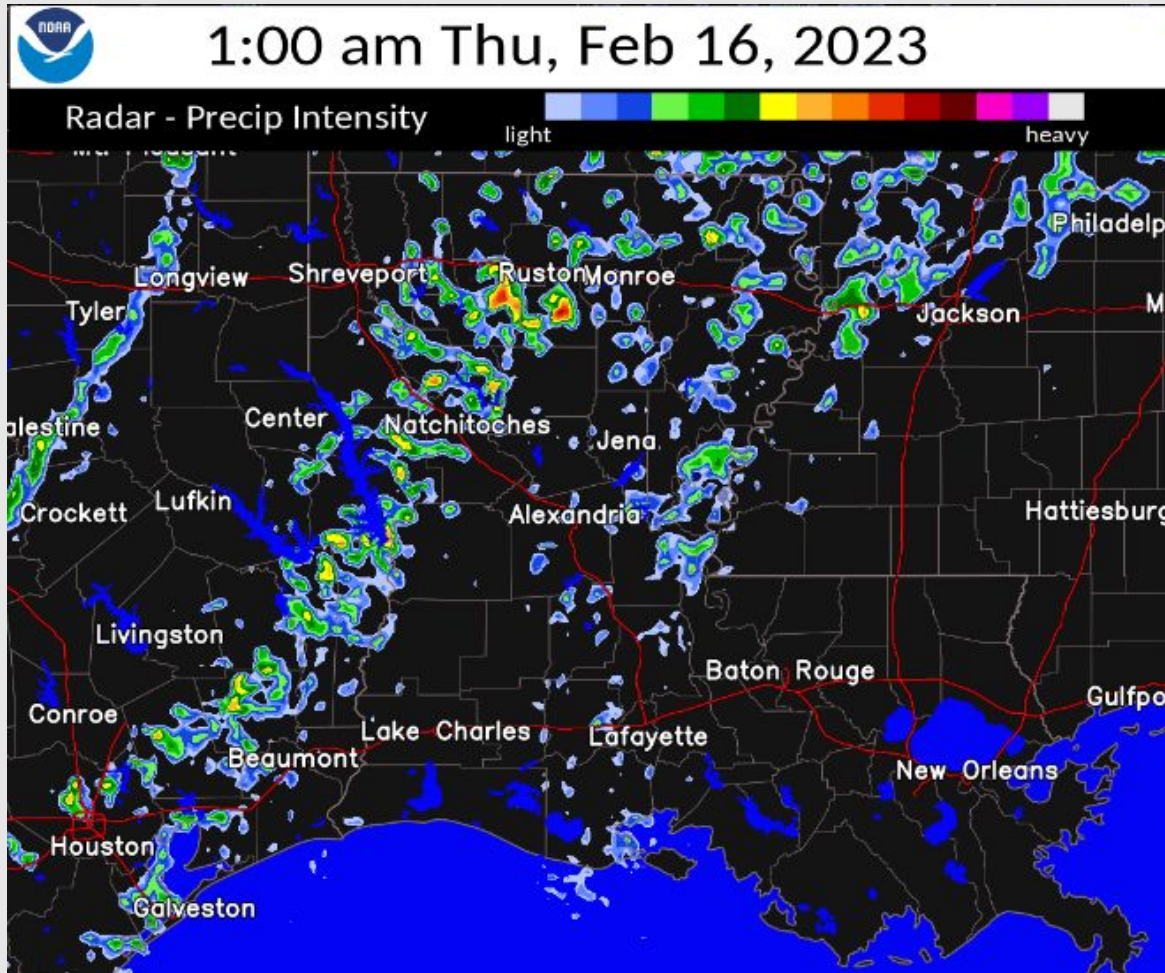 NOAA
1:00 am Thu, Feb 16, 2023
Radar - Precip Intensity
light
heavy
Mt. Pleasant
Philadelp
Longview
Shreveport
Ruston
Monroe
Tyler
Jackson
M
Center
Natchitoches
alestine
Jena
Lufkin
Crockett
Alexandria
Hattiesburg
Livingston
Baton Rouge
Gulfpo
Conroe
Lake Charles
Lafayette
Beaumont
New Orleans
Houston
Galveston